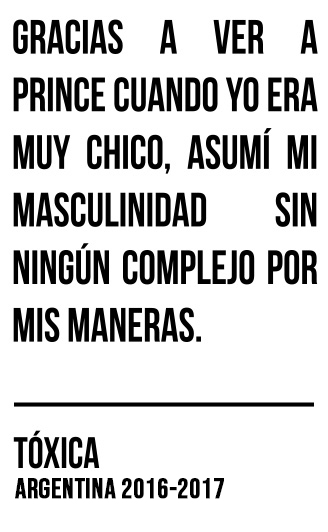 GRACIAS A VER A
PRINCE CUANDO YO ERA
MUY CHICO, ASUMÍ MI
MASCULINIDAD SIN
NINGÚN COMPLEJO POR
MIS MANERAS.
TÓXICA
ARGENTINA 2016-2017